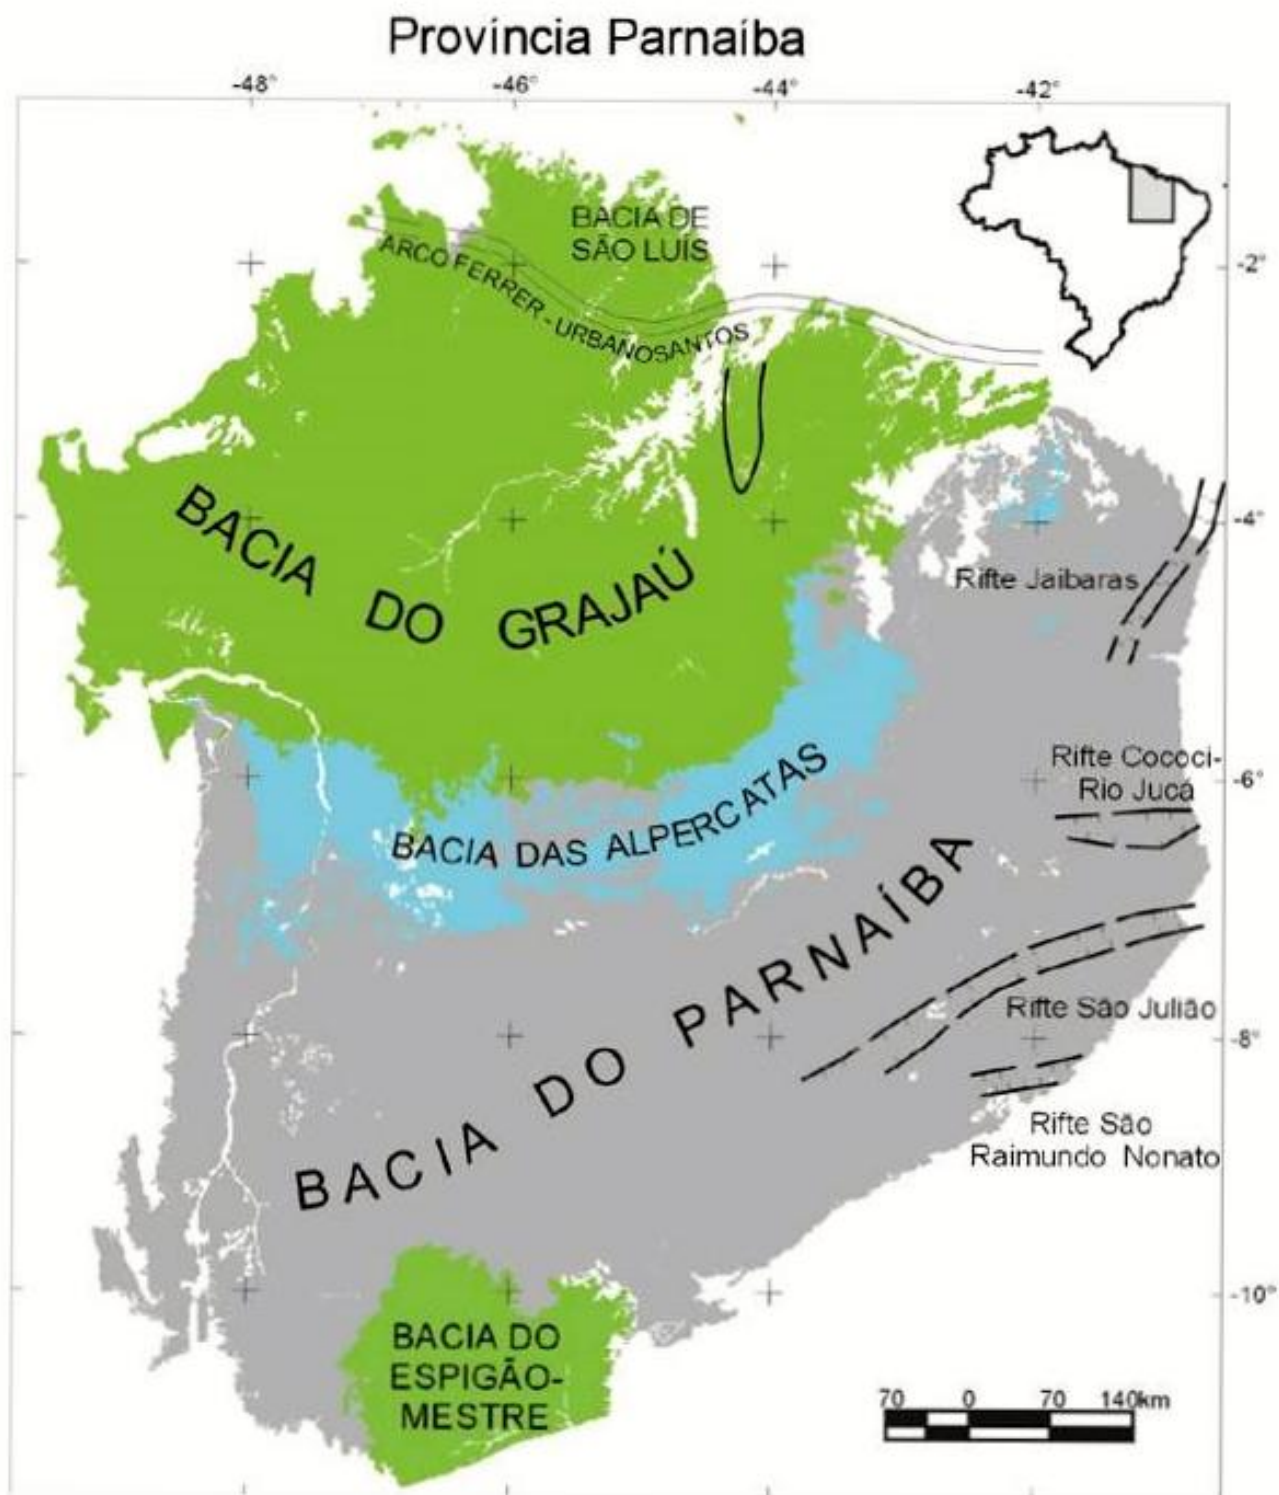 Província Parnaíba
-48°
-46°
-44°
-42°
BACIA DE
SÃO LUÍS
-2°
ARCO FERRER - URBANOSANTOS
BACIA DO GRAJAÚ
-4°
Rifte Jaibaras
Rifte Cococi-
Rio Jucá
-6°
BACIA DAS ALPERCATAS
BACIA DO PARNAÍBA
Rifte São Julião
-8°
Rifte São
Raimundo Nonato
-10°
BACIA DO
ESPIGÃO-
MESTRE
70 0 70 140km